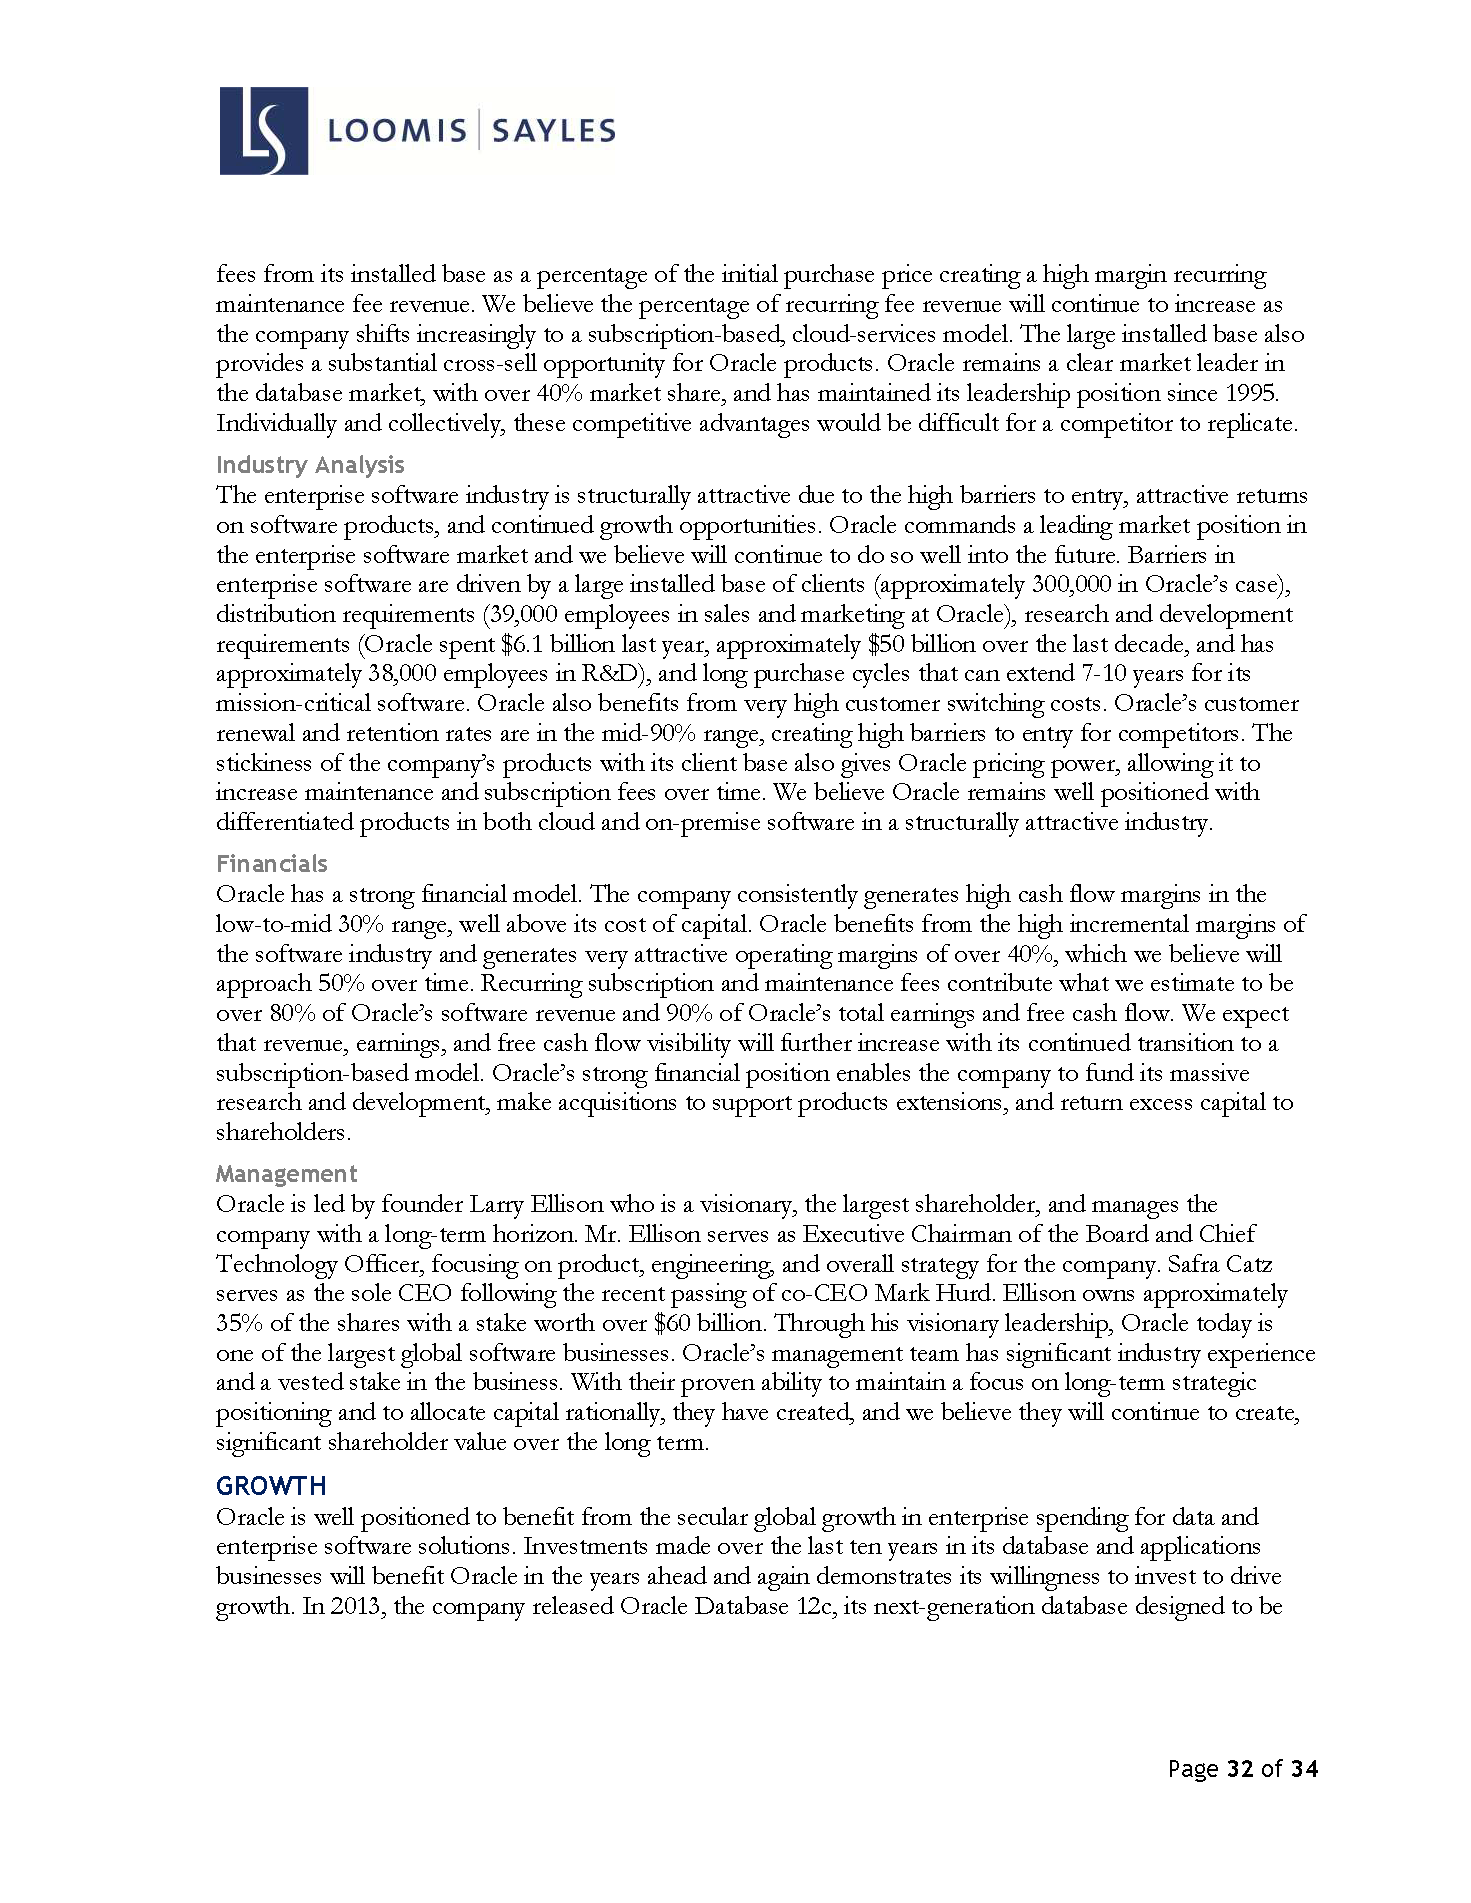 LS LOOMIS | SAYLES
fees from its installed base as a percentage of the initial purchase price creating a high margin recurring
maintenance fee revenue. We believe the percentage of recurring fee revenue will continue to increase as
the company shifts increasingly to a subscription-based, cloud-services model. The large installed base also
provides a substantial cross-sell opportunity for Oracle products. Oracle remains a clear market leader in
the database market, with over 40% market share, and has maintained its leadership position since 1995.
Individually and collectively, these competitive advantages would be difficult for a competitor to replicate.
Industry Analysis
The enterprise software industry is structurally attractive due to the high barriers to entry, attractive returns
on software products, and continued growth opportunities. Oracle commands a leading market position in
the enterprise software market and we believe will continue to do so well into the future. Barriers in
enterprise software are driven by a large installed base of clients (approximately 300,000 in Oracle's case),
distribution requirements (39,000 employees in sales and marketing at Oracle), research and development
requirements (Oracle spent $6.1 billion last year, approximately $50 billion over the last decade, and has
approximately 38,000 employees in R&D), and long purchase cycles that can extend 7-10 years for its
mission-critical software. Oracle also benefits from very high customer switching costs. Oracle's customer
renewal and retention rates are in the mid-90% range, creating high barriers to entry for competitors. The
stickiness of the company's products with its client base also gives Oracle pricing power, allowing it to
increase maintenance and subscription fees over time. We believe Oracle remains well positioned with
differentiated products in both cloud and on-premise software in a structurally attractive industry.
Financials
Oracle has a strong financial model. The company consistently generates high cash flow margins in the
low-to-mid 30% range, well above its cost of capital. Oracle benefits from the high incremental margins of
the software industry and generates very attractive operating margins of over 40%, which we believe will
approach 50% over time. Recurring subscription and maintenance fees contribute what we estimate to be
over 80% of Oracle's software revenue and 90% of Oracle's total earnings and free cash flow. We expect
that revenue, earnings, and free cash flow visibility will further increase with its continued transition to a
subscription-based model. Oracle's strong financial position enables the company to fund its massive
research and development, make acquisitions to support products extensions, and return excess capital to
shareholders.
Management
Oracle is led by founder Larry Ellison who is a visionary, the largest shareholder, and manages the
company with a long-term horizon. Mr. Ellison serves as Executive Chairman of the Board and Chief
Technology Officer, focusing on product, engineering, and overall strategy for the company. Safra Catz
serves as the sole CEO following the recent passing of co-CEO Mark Hurd. Ellison owns approximately
35% of the shares with a stake worth over $60 billion. Through his visionary leadership, Oracle today is
one of the largest global software businesses. Oracle's management team has significant industry experience
and a vested stake in the business. With their proven ability to maintain a focus on long-term strategic
positioning and to allocate capital rationally, they have created, and we believe they will continue to create,
significant shareholder value over the long term.
GROWTH
Oracle is well positioned to benefit from the secular global growth in enterprise spending for data and
enterprise software solutions. Investments made over the last ten years in its database and applications
businesses will benefit Oracle in the years ahead and again demonstrates its willingness to invest to drive
growth. In 2013, the company released Oracle Database 12c, its next-generation database designed to be
Page 32 of 34